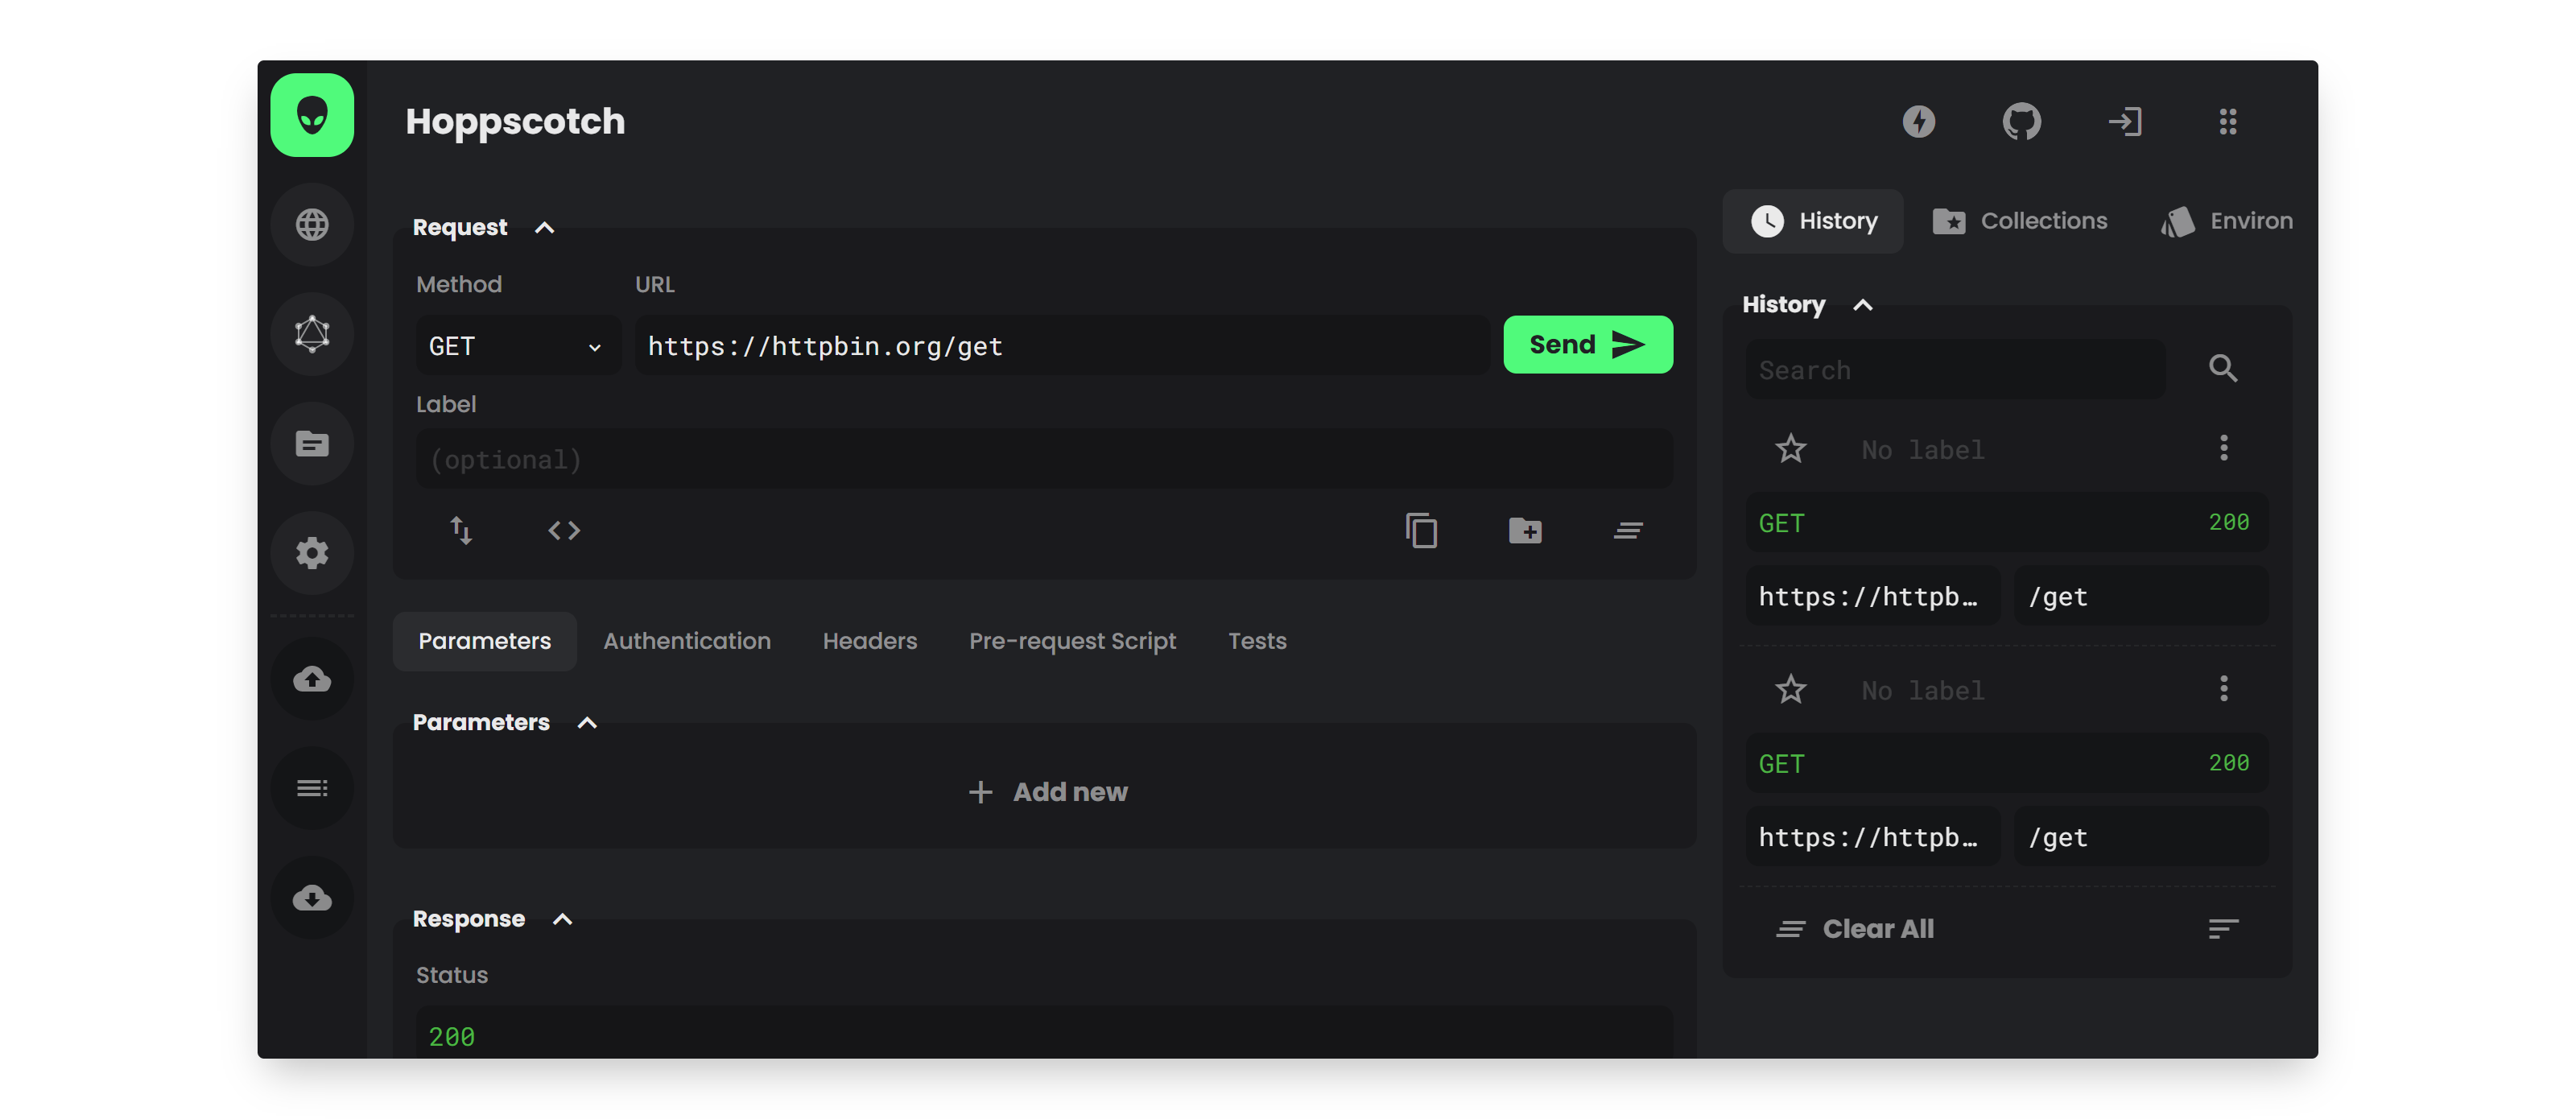 Hoppscotch
Request
Method URL
GET https://httpbin.org/get Send
Label
(optional)
Parameters Authentication Headers Pre-request Script Tests
Parameters
Add new
Response
Status
200
History Collections Environ
History
Search
No label
GET 200
https://httpb… /get
No label
GET 200
https://httpb… /get
Clear All